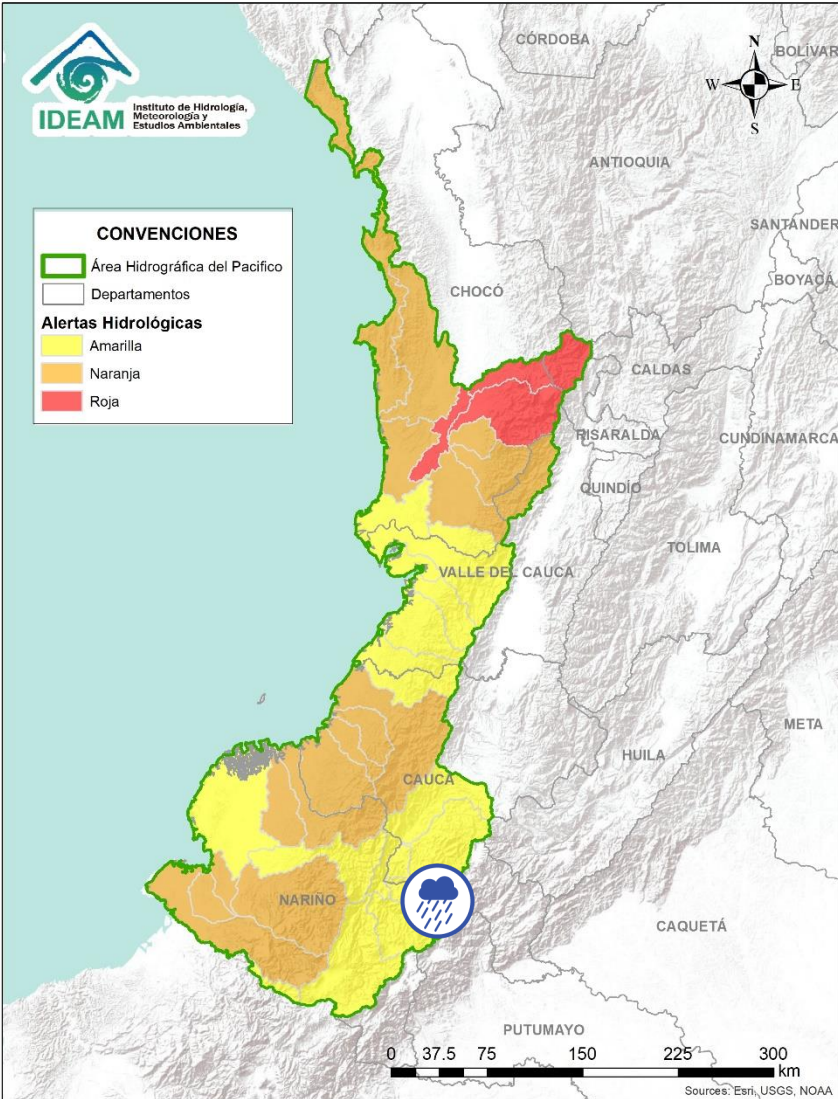 IDEAM
Instituto de Hidrología,
Meteorología y
Estudios Ambientales
N
W E
S
CÓRDOBA
BOLÍVAR
ANTIOQUIA
SANTANDER
BOYACÁ
CONVENCIONES
Área Hidrográfica del Pacifico
Departamentos
Alertas Hidrológicas
Amarilla
Naranja
Roja
CHOCÓ
CALDAS
RISARALDA
CUNDINAMARCA
QUINDÍO
TOLIMA
VALLE DEL CAUCA
META
HUILA
CAUCA
NARIÑO
CAQUETÁ
PUTUMAYO
0 37.5 75 150 225 300
km
Sources: Esri, USGS, NOAA